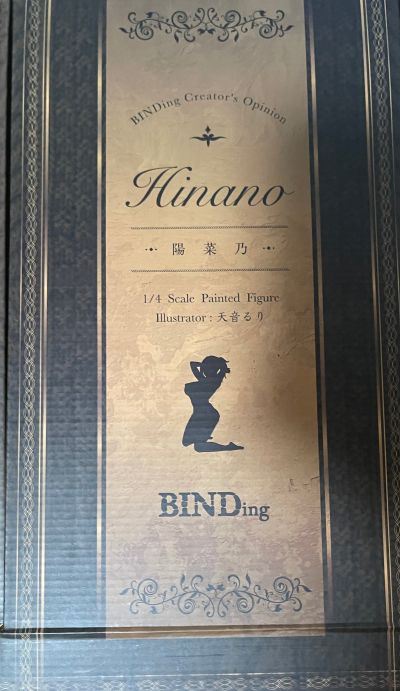 BINDing Creator's Opinion
Hinano
陽菜乃
1/4 Scale Painted Figure
Illustrator : 天音るり
BINDing